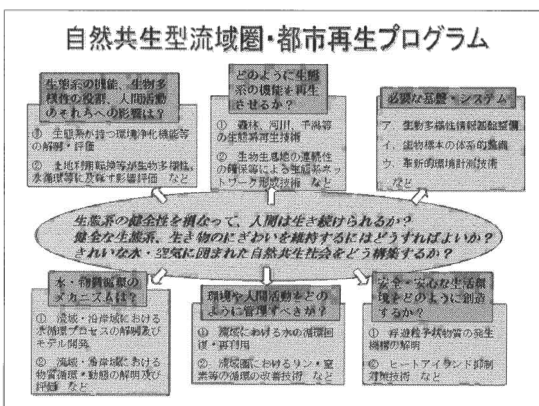 自然共生型流域圏・都市再生プログラム
生態系の機能、生物多
様性の役割、人間活動
のそれらへの影響は？
① 生態系が持つ環境浄化機能等
の解明・評価
② 土地利用転換等が生物多様性、
水循環等に及ぼす影響評価 など
どのように生態
系の機能を再生
させるか？
① 森林、河川、干潟等
の生態系再生技術
② 生物生息地の連続性
の確保等による生態系ネッ
トワーク形成技術 など
必要な基盤・システム
ア．生物多様性情報基盤整備
イ．生物標本の体系的整備
ウ．革新的環境計測技術
など
生態系の健全性を損なって、人間は生き続けられるか？
健全な生態系、生き物のにぎわいを維持するにはどうすればよいか？
きれいな水・空気に囲まれた自然共生社会をどう構築するか？
水・物質循環の
メカニズムは？
① 流域・沿岸域における
水循環プロセスの解明及び
モデル開発
② 流域・沿岸域における
物質循環・動態の解明及び
評価 など
環境や人間活動をどの
ように管理すべきか？
① 流域における水の循環回
復・再利用
② 流域圏におけるリン・窒
素等の循環の改善技術 など
安全・安心な生活環
境をどのように創造す
るか？
① 浮遊粒子状物質の発生
機構の解明
② ヒートアイランド抑制
対策技術 など